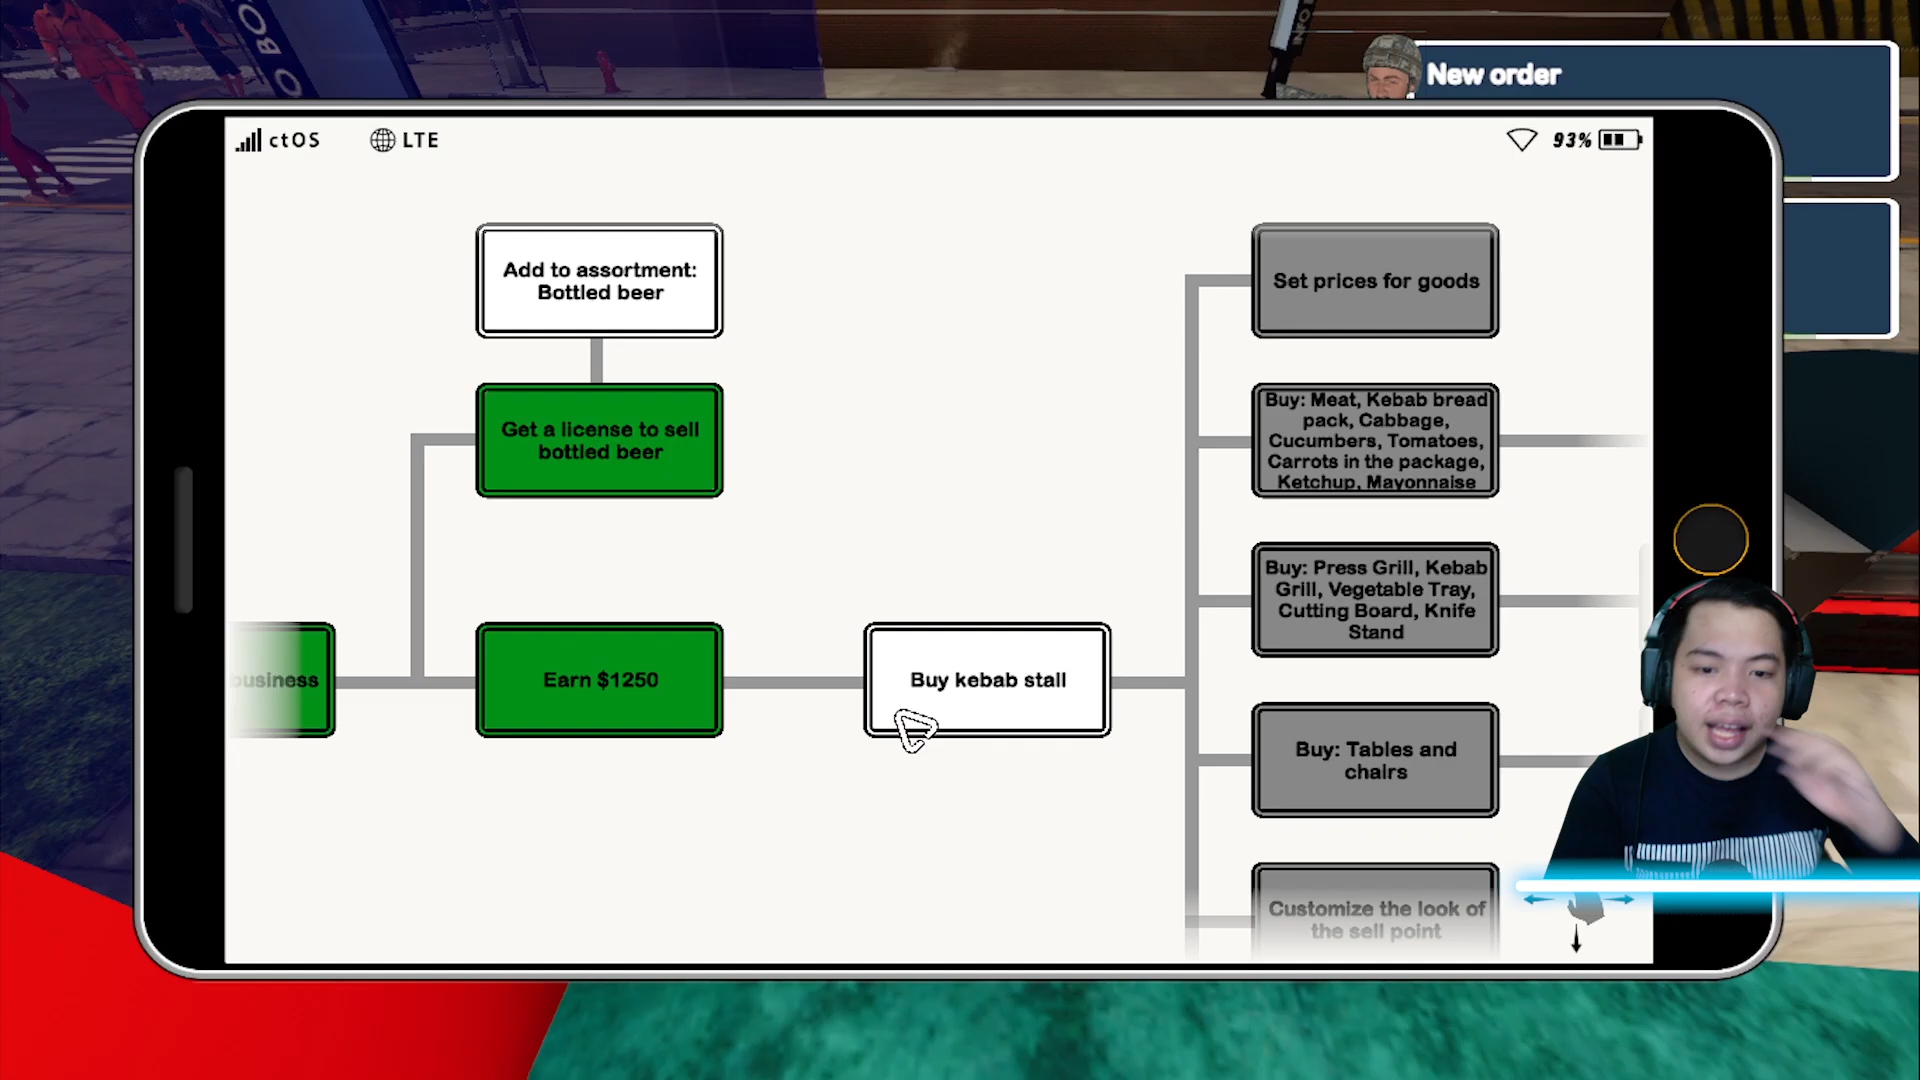 O BO
New order
ctOS
LTE
93%
Add to assortment:
Bottled beer
Set prices for goods
Get a license to sell
bottled beer
Buy: Meat, Kebab bread
pack, Cabbage,
Cucumbers, Tomatoes,
Carrots in the package,
Ketchup, Mayonnaise
Buy: Press Grill, Kebab
Grill, Vegetable Tray,
Cutting Board, Knife
Stand
business
Earn $1250
Buy kebab stall
Buy: Tables and
chairs
Customize the look of
the sell point